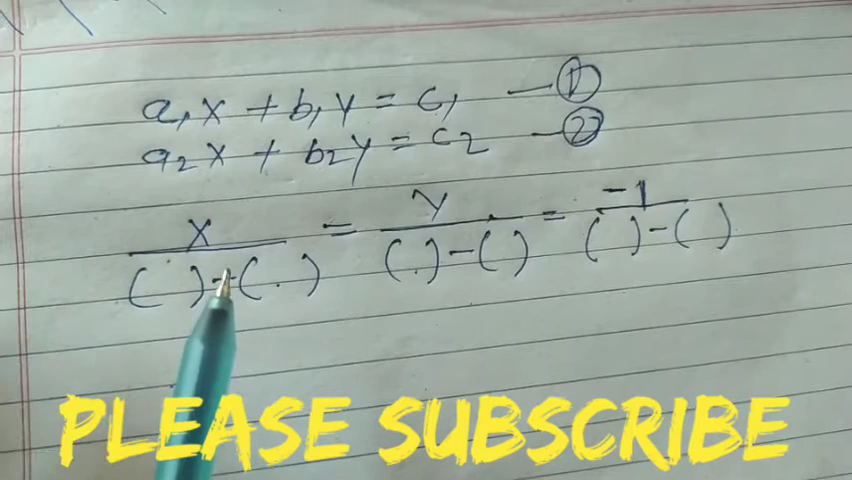 a₁x + b₁y = c₁ — ①
a₂x + b₂y = c₂ — ②
x/(( ) - ( )) = y/(( ) - ( )) = -1/(( ) - ( ))
PLEASE SUBSCRIBE